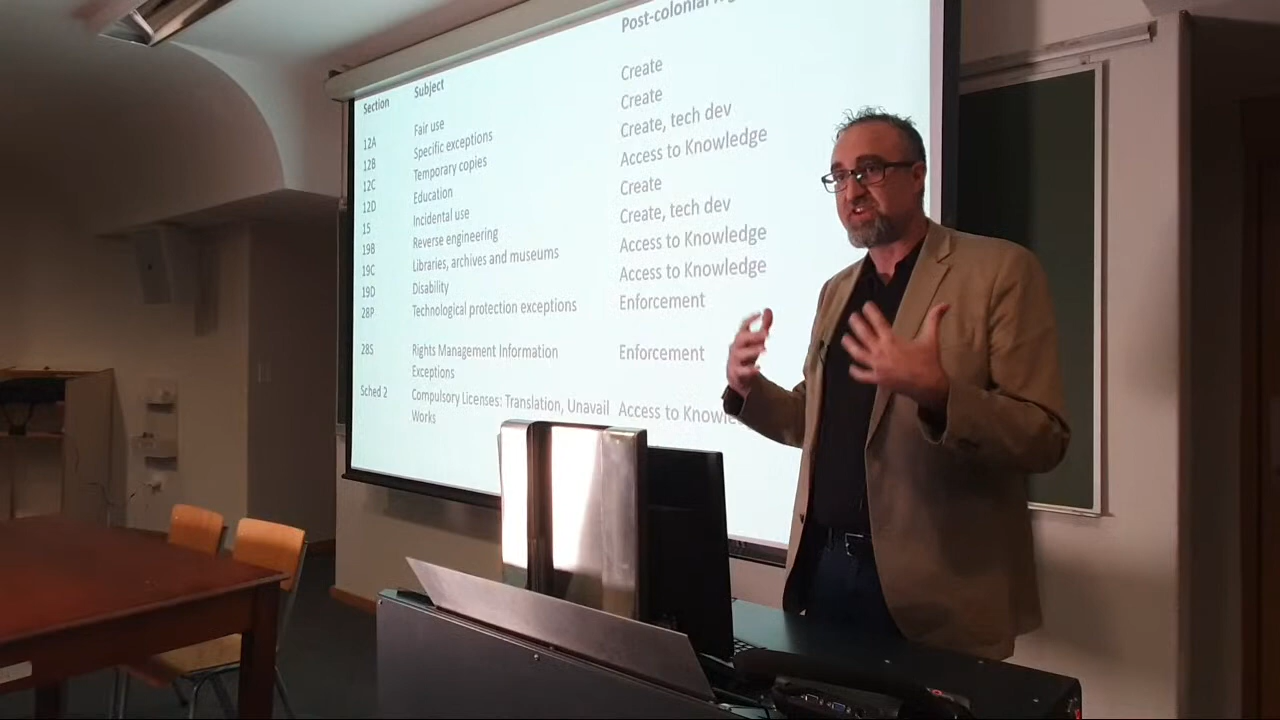 Section Subject Post-colonial
12A Fair use Create
12B Specific exceptions Create
12C Temporary copies Create, tech dev
12D Education Access to Knowledge
15 Incidental use Create
19B Reverse engineering Create, tech dev
19C Libraries, archives and museums Access to Knowledge
19D Disability Access to Knowledge
28P Technological protection exceptions Enforcement
28S Rights Management Information Enforcement
Exceptions
Sched 2 Compulsory Licenses: Translation, Unavail Access to
Works